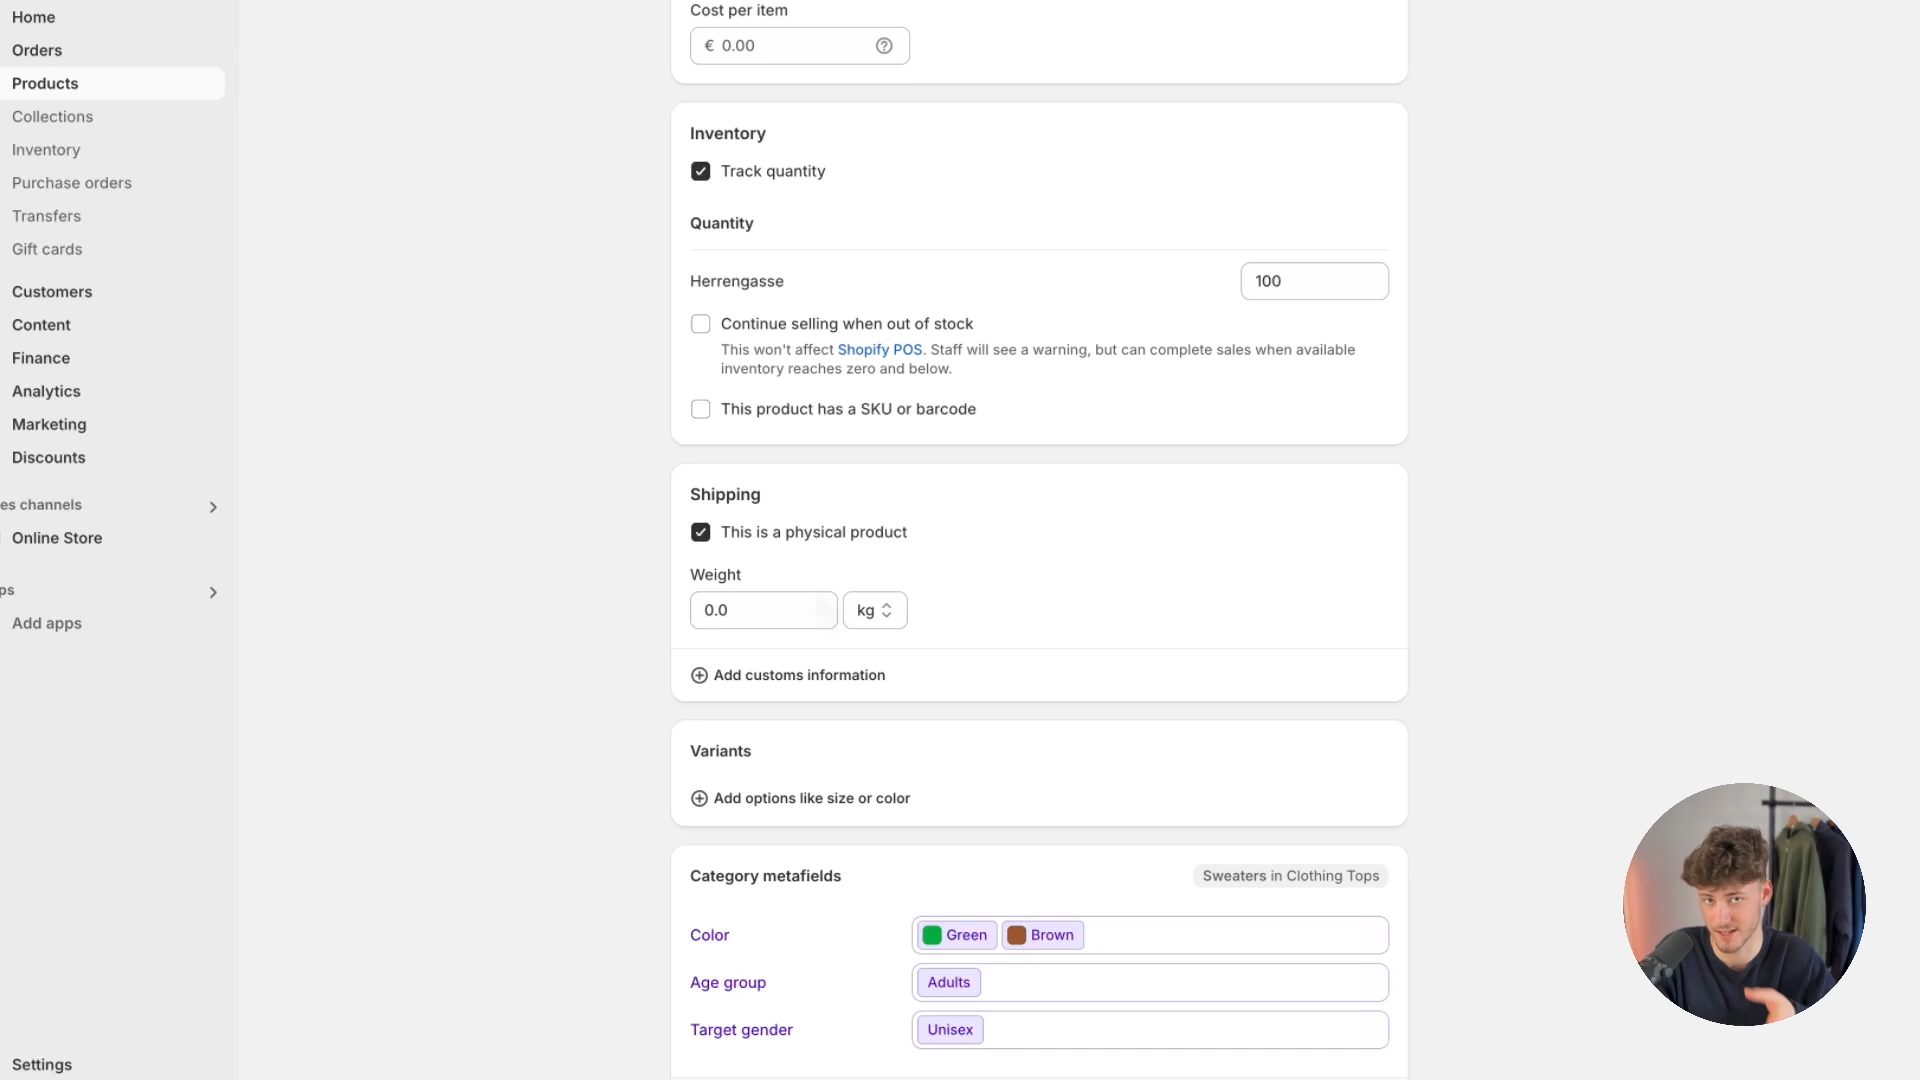 Home
Orders
Products
Collections
Inventory
Purchase orders
Transfers
Gift cards
Customers
Content
Finance
Analytics
Marketing
Discounts
es channels
Online Store
ps
Add apps
Settings
Cost per item
€ 0.00
Inventory
Track quantity
Quantity
Herrengasse 100
Continue selling when out of stock
This won't affect Shopify POS. Staff will see a warning, but can complete sales when available
inventory reaches zero and below.
This product has a SKU or barcode
Shipping
This is a physical product
Weight
0.0 kg
Add customs information
Variants
Add options like size or color
Category metafields Sweaters in Clothing Tops
Color Green Brown
Age group Adults
Target gender Unisex